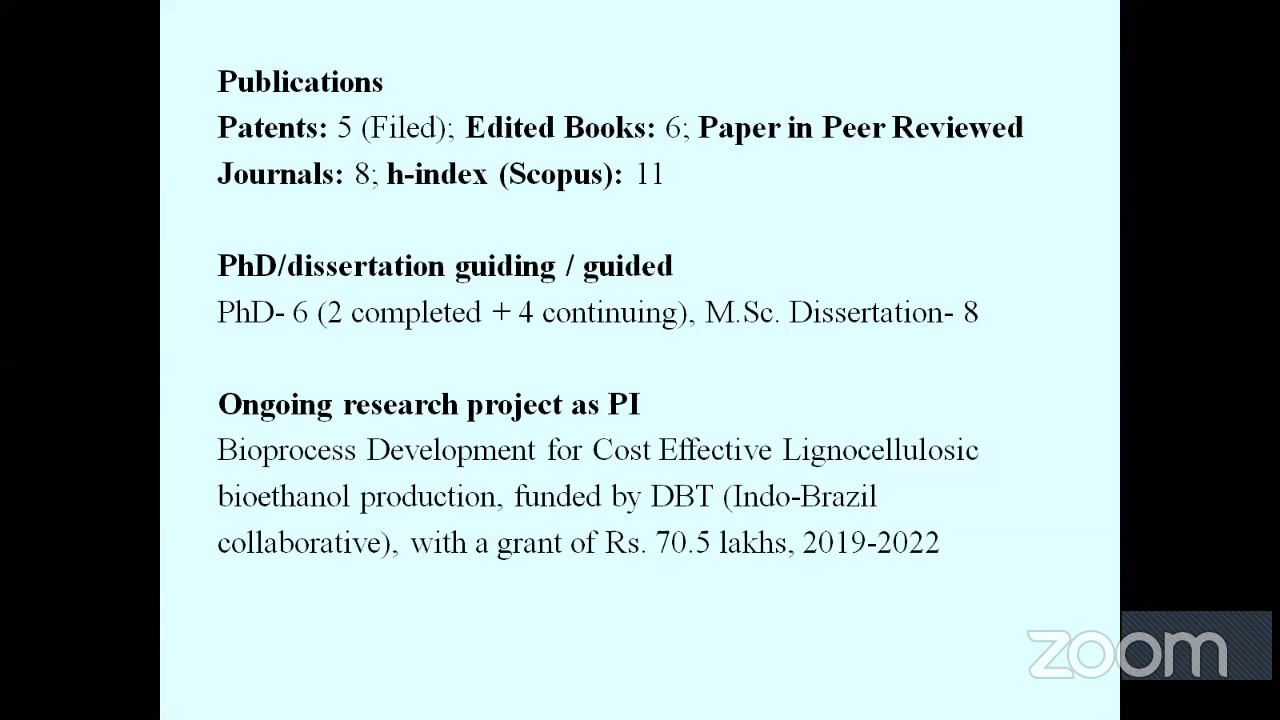 Publications
Patents: 5 (Filed); Edited Books: 6; Paper in Peer Reviewed
Journals: 8; h-index (Scopus): 11
PhD/dissertation guiding / guided
PhD- 6 (2 completed + 4 continuing), M.Sc. Dissertation- 8
Ongoing research project as PI
Bioprocess Development for Cost Effective Lignocellulosic
bioethanol production, funded by DBT (Indo-Brazil
collaborative), with a grant of Rs. 70.5 lakhs, 2019-2022
zoom